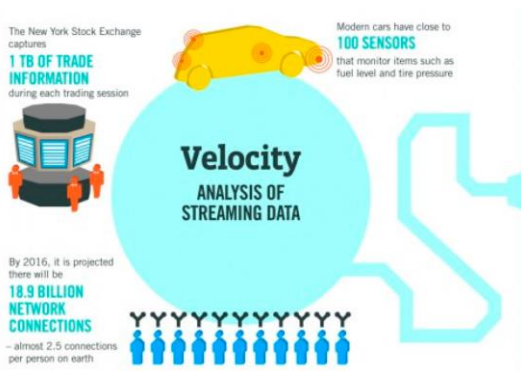 The New York Stock Exchange
captures
1 TB OF TRADE
INFORMATION
during each trading session
Modern cars have close to
100 SENSORS
that monitor items such as
fuel level and tire pressure
Velocity
ANALYSIS OF
STREAMING DATA
By 2016, it is projected
there will be
18.9 BILLION
NETWORK
CONNECTIONS
– almost 2.5 connections
per person on earth